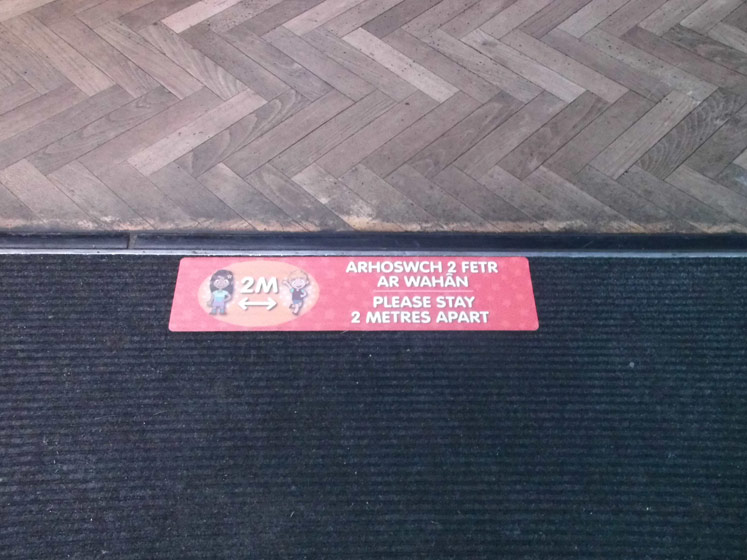 2M
ARHOSWCH 2 FETR
AR WAHÂN
PLEASE STAY
2 METRES APART